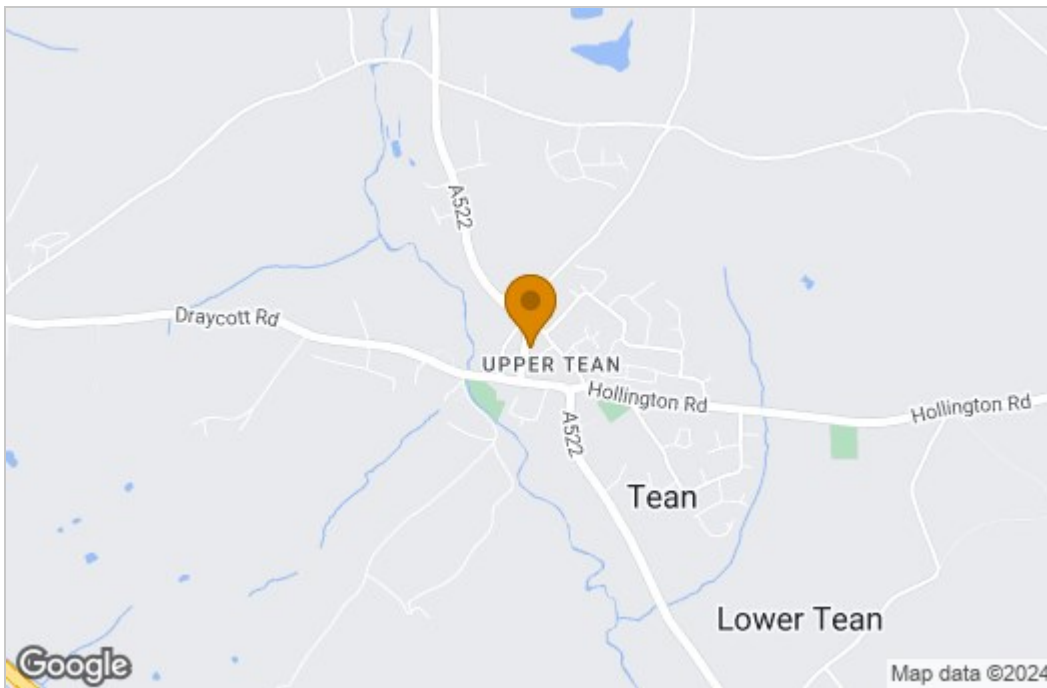 A522
Draycott Rd
UPPER TEAN
Hollington Rd
Hollington Rd
A522
Tean
Lower Tean
Google
Map data ©2024